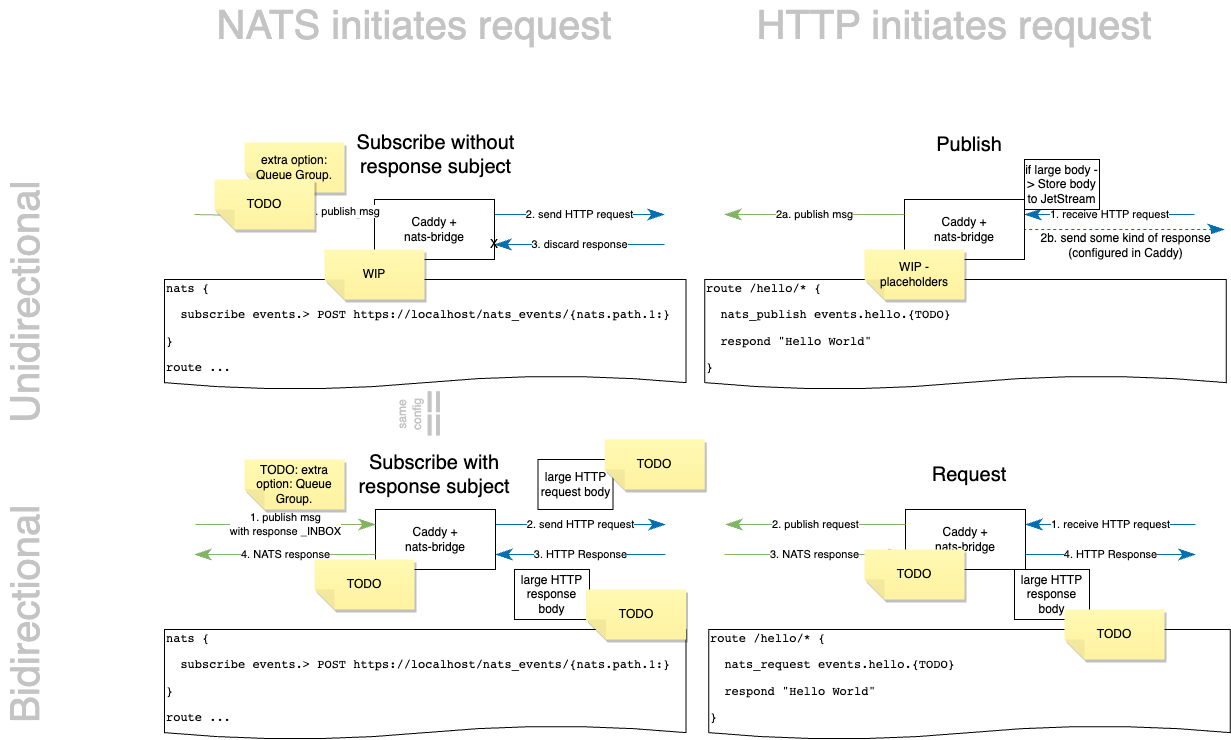 NATS initiates request
HTTP initiates request
Unidirectional
extra option:
Queue Group.
TODO
Subscribe without
response subject
. publish msg
Caddy +
nats-bridge
2. send HTTP request
3. discard response
X
WIP
nats {
subscribe events.> POST https://localhost/nats_events/{nats.path.1:}
}
route ...
Publish
if large body -
> Store body
to JetStream
2a. publish msg
Caddy +
nats-bridge
1. receive HTTP request
2b. send some kind of response
(configured in Caddy)
WIP -
placeholders
route /hello/* {
nats_publish events.hello.{TODO}
respond "Hello World"
}
same
config
Bidirectional
TODO: extra
option: Queue
Group.
Subscribe with
response subject
large HTTP
request body
TODO
1. publish msg
with response _INBOX
Caddy +
nats-bridge
2. send HTTP request
4. NATS response
3. HTTP Response
TODO
large HTTP
response
body
TODO
nats {
subscribe events.> POST https://localhost/nats_events/{nats.path.1:}
}
route ...
Request
2. publish request
Caddy +
nats-bridge
1. receive HTTP request
3. NATS response
4. HTTP Response
TODO
large HTTP
response
body
TODO
route /hello/* {
nats_request events.hello.{TODO}
respond "Hello World"
}